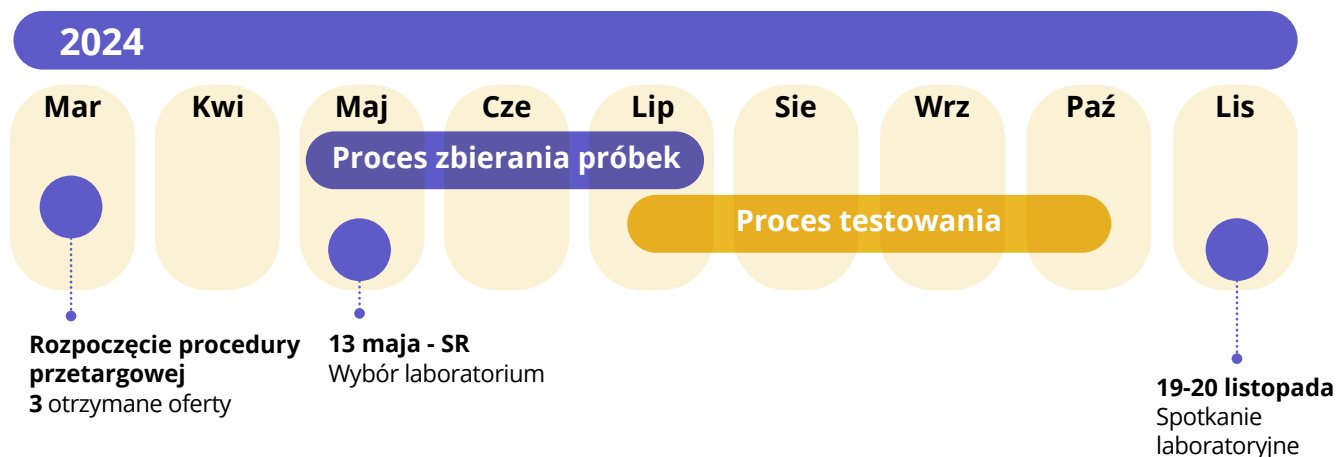 2024
Mar
Kwi
Maj
Cze
Lip
Sie
Wrz
Paź
Lis
Proces zbierania próbek
Proces testowania
Rozpoczęcie procedury
przetargowej
3 otrzymane oferty
13 maja - SR
Wybór laboratorium
19-20 listopada
Spotkanie
laboratoryjne